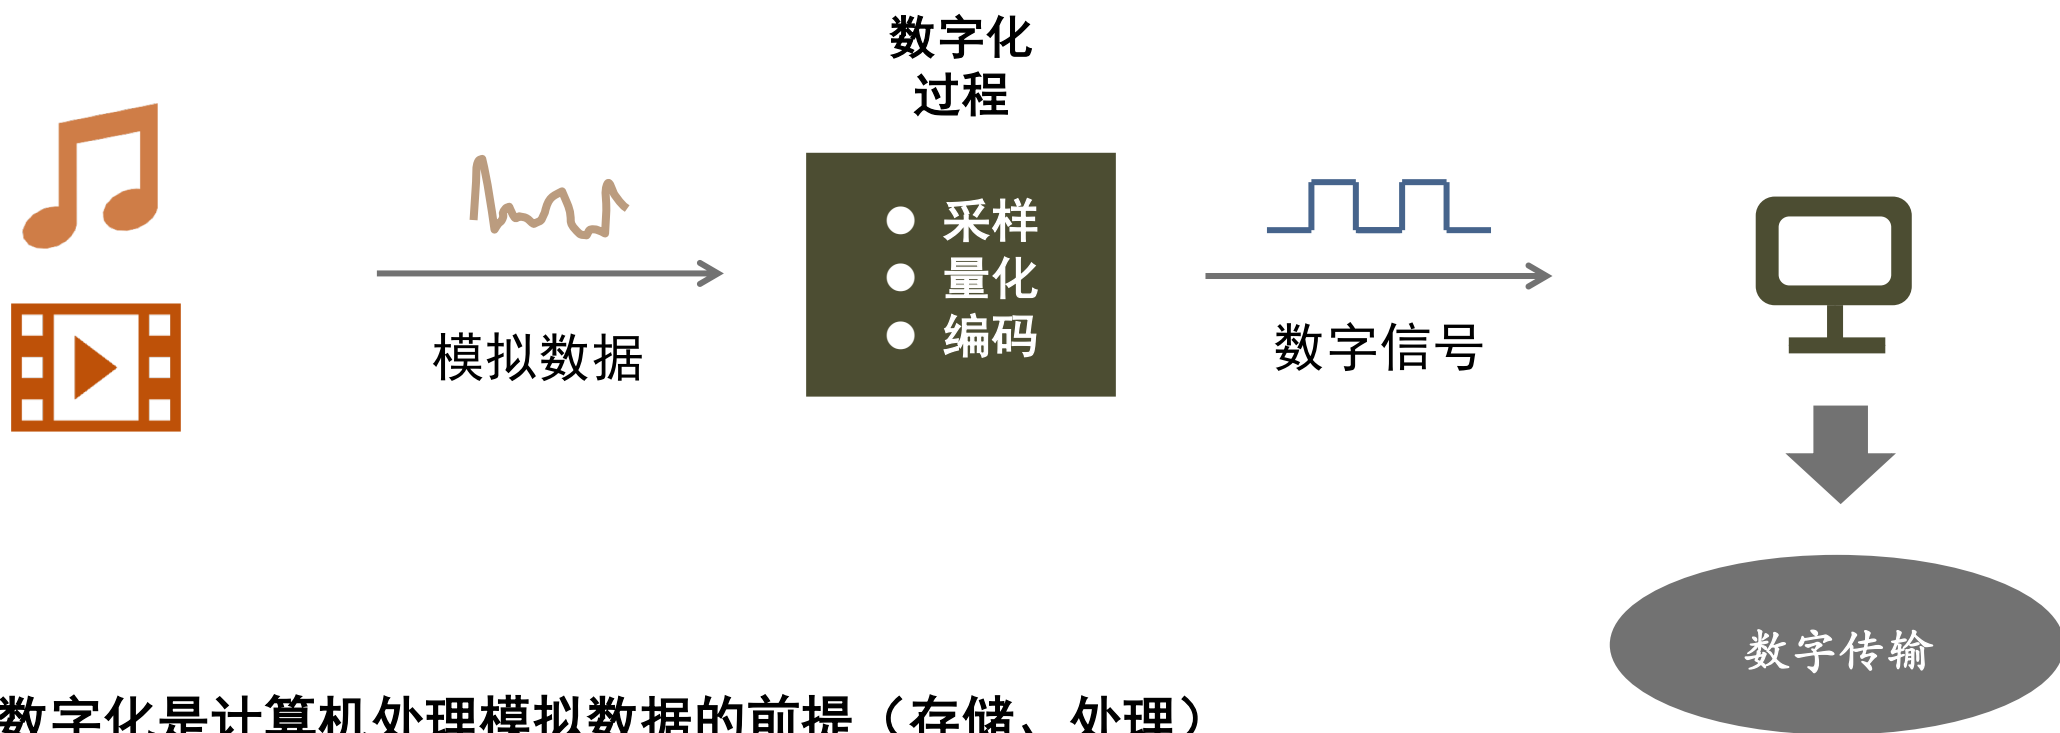 数字化
过程
采样
量化
编码
模拟数据
数字信号
数字传输
数字化是计算机处理模拟数据的前提（存储、处理）